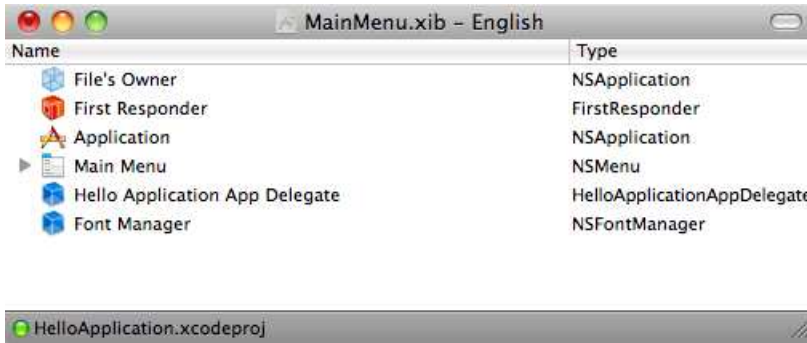 MainMenu.xib – English
Name Type
File's Owner NSApplication
First Responder FirstResponder
Application NSApplication
Main Menu NSMenu
Hello Application App Delegate HelloApplicationAppDelegate
Font Manager NSFontManager
HelloApplication.xcodeproj